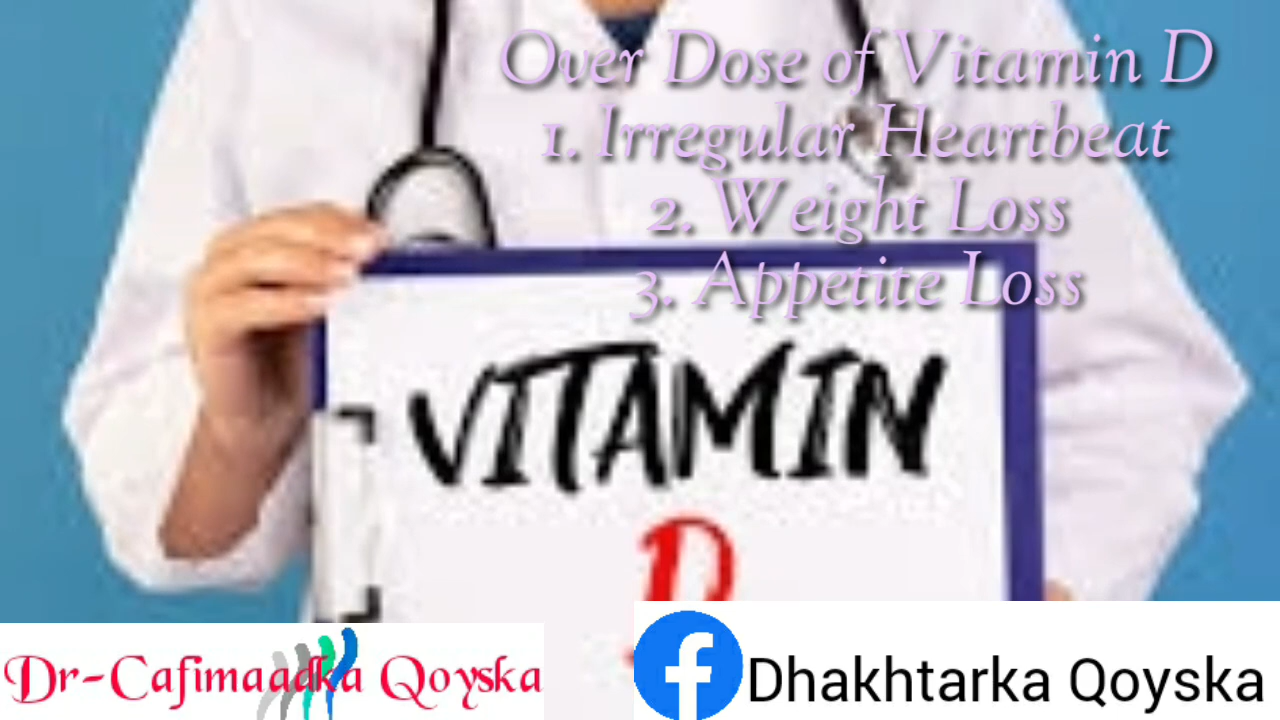 Over Dose of Vitamin D
1. Irregular Heartbeat
2. Weight Loss
3. Appetite Loss
VITAMIN
D
Dr-Cafimaadka Qoyska
Dhakhtarka Qoyska